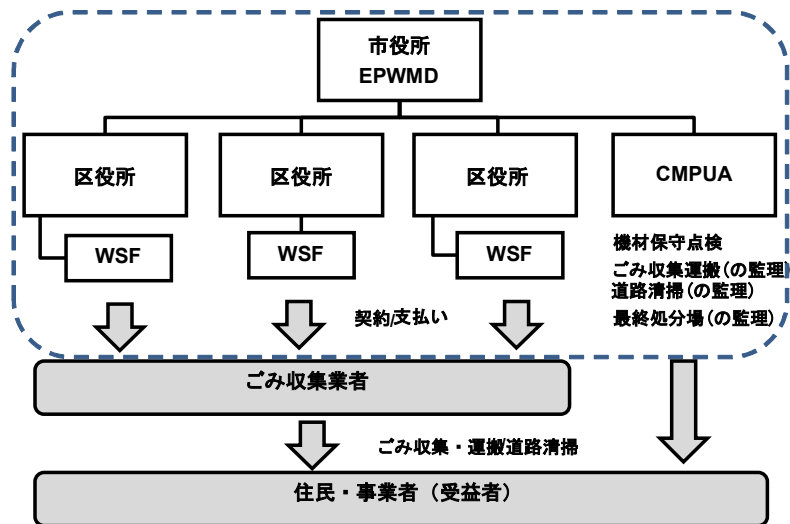 市役所
EPWMD
区役所
区役所
区役所
CMPUA
WSF
WSF
WSF
機材保守点検
ごみ収集運搬(の監理)
道路清掃(の監理)
最終処分場(の監理)
契約/支払い
ごみ収集業者
ごみ収集・運搬道路清掃
住民・事業者（受益者）